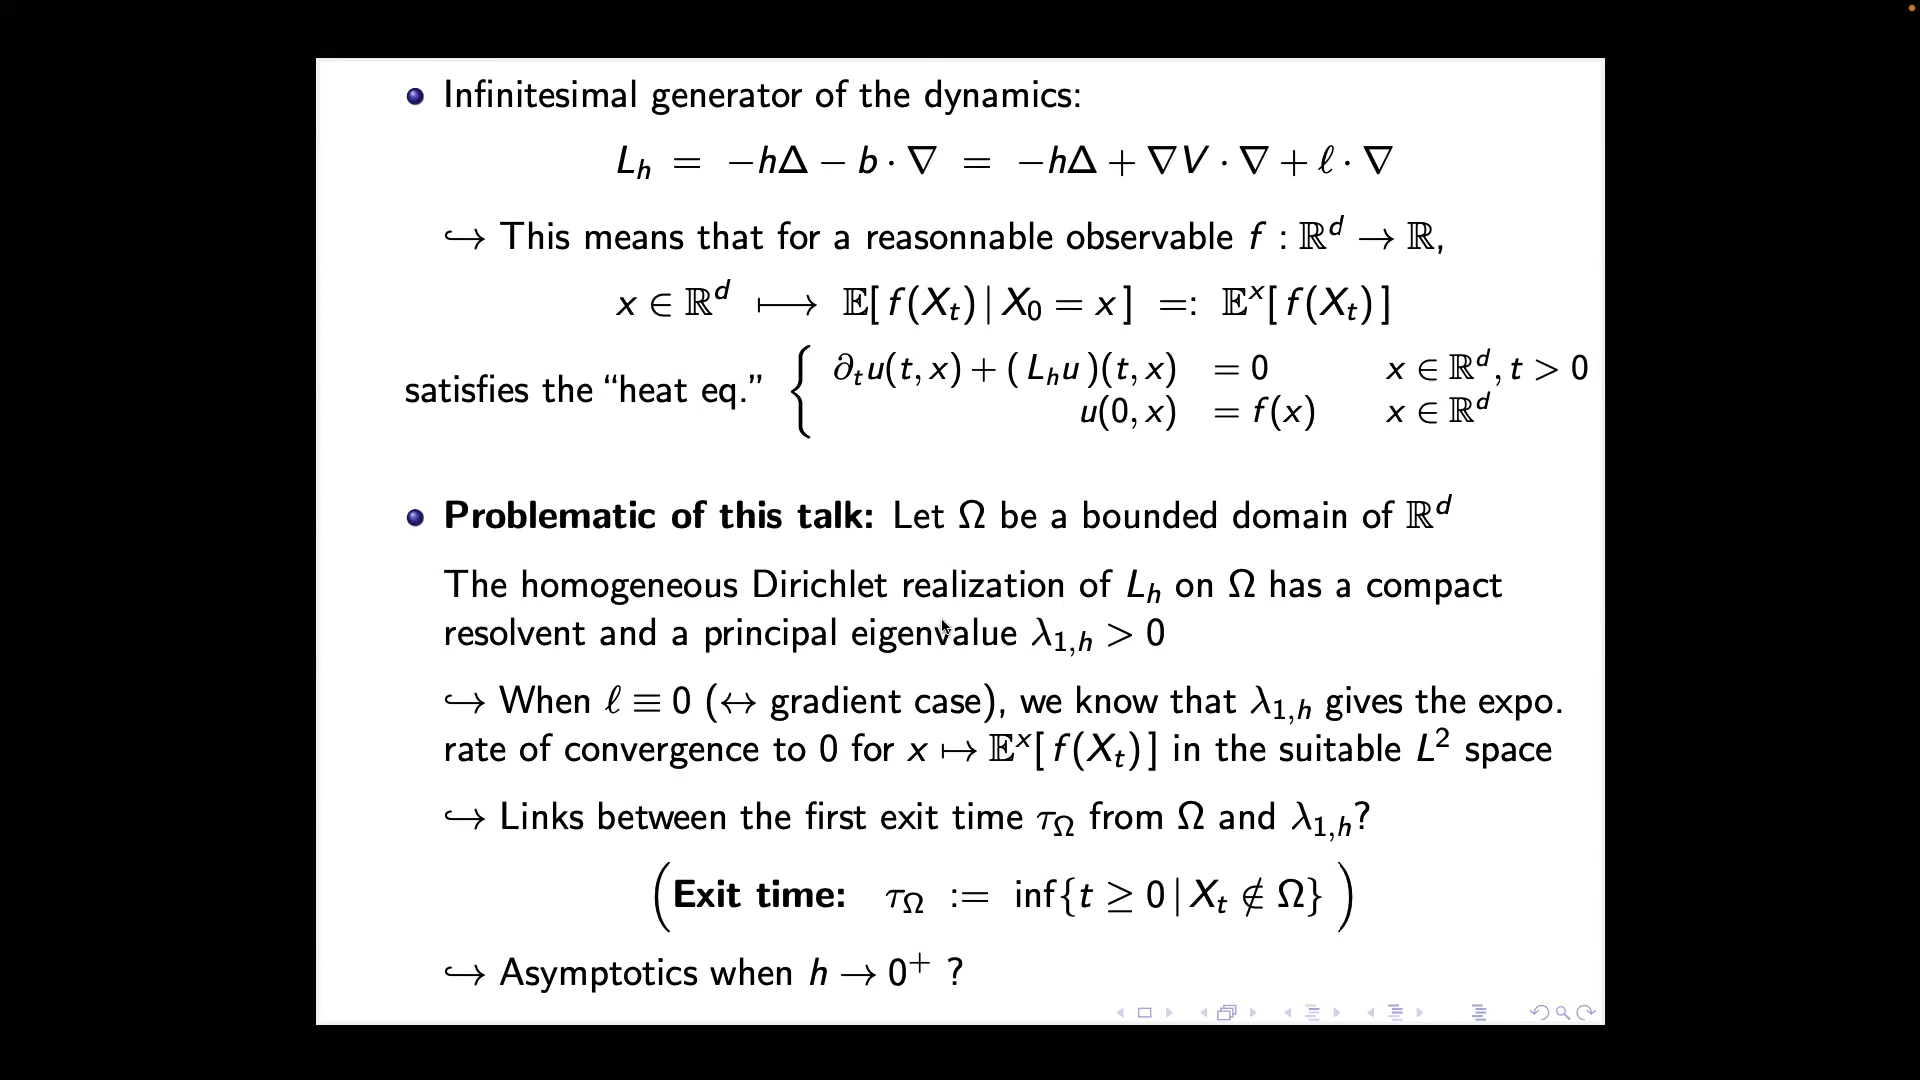 Infinitesimal generator of the dynamics:
L_h = −hΔ − b · ∇ = −hΔ + ∇V · ∇ + ℓ · ∇
↪ This means that for a reasonnable observable f : ℝ^d → ℝ,
x ∈ ℝ^d ⟼ 𝔼[ f(X_t) | X_0 = x ] =: 𝔼^x[ f(X_t) ]
satisfies the “heat eq.” { ∂_t u(t, x) + ( L_h u )(t, x) = 0 x ∈ ℝ^d, t > 0
u(0, x) = f(x) x ∈ ℝ^d
Problematic of this talk: Let Ω be a bounded domain of ℝ^d
The homogeneous Dirichlet realization of L_h on Ω has a compact
resolvent and a principal eigenvalue λ_{1,h} > 0
↪ When ℓ ≡ 0 (↔ gradient case), we know that λ_{1,h} gives the expo.
rate of convergence to 0 for x ↦ 𝔼^x[ f(X_t) ] in the suitable L^2 space
↪ Links between the first exit time τ_Ω from Ω and λ_{1,h}?
(Exit time: τ_Ω := inf{t ≥ 0 | X_t ∉ Ω} )
↪ Asymptotics when h → 0^+ ?